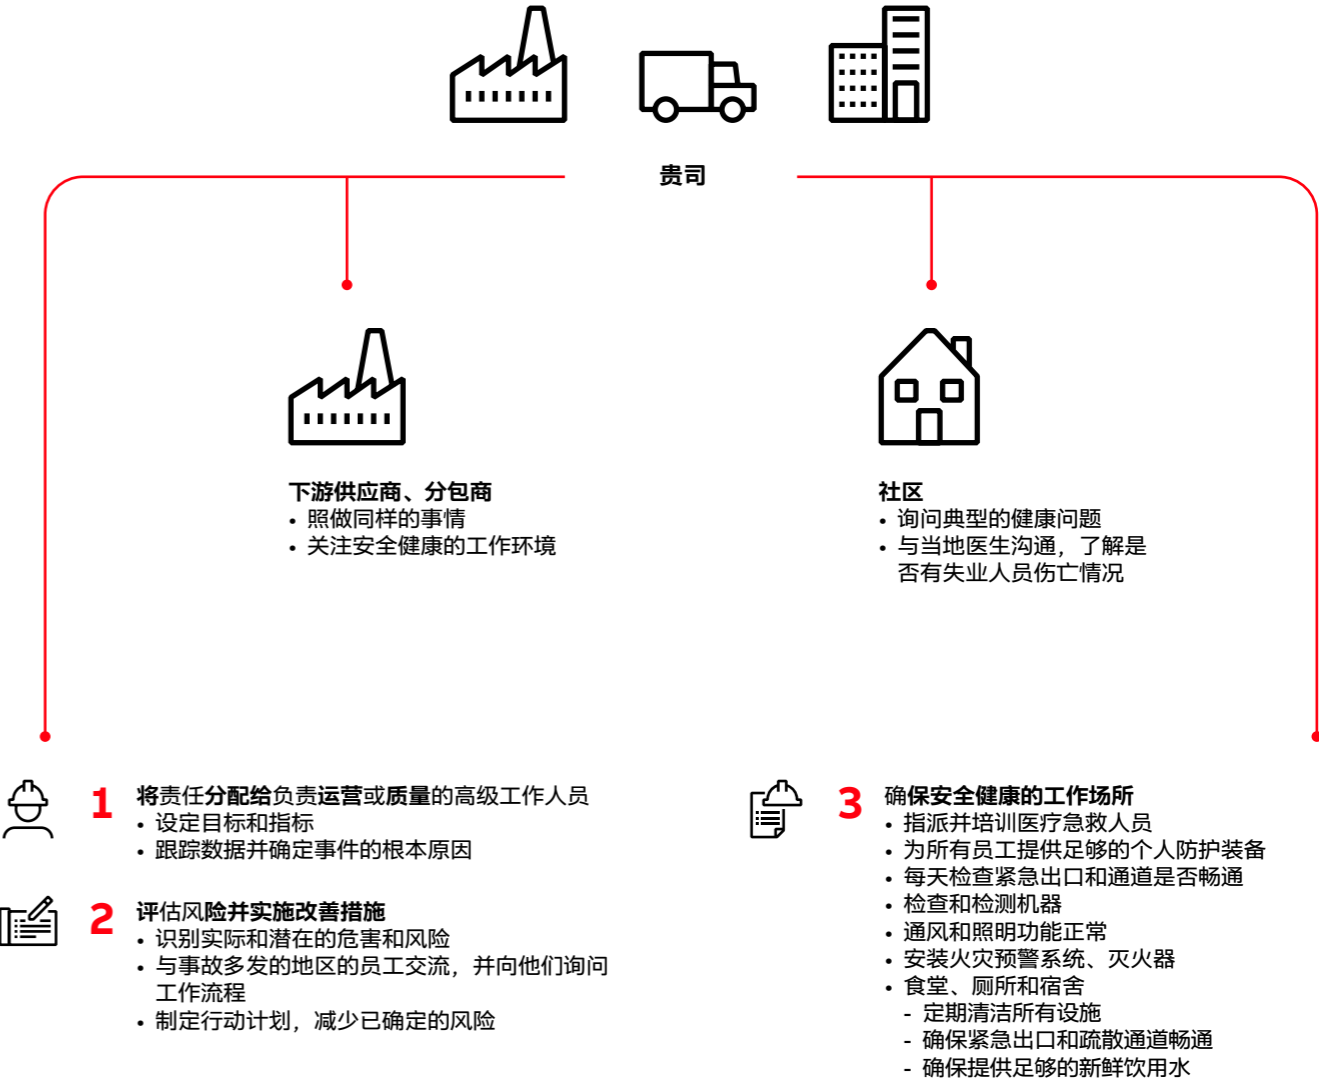 贵司
下游供应商、分包商
• 照做同样的事情
• 关注安全健康的工作环境
社区
• 询问典型的健康问题
• 与当地医生沟通，了解是
否有失业人员伤亡情况
1 将责任分配给负责运营或质量的高级工作人员
• 设定目标和指标
• 跟踪数据并确定事件的根本原因
2 评估风险并实施改善措施
• 识别实际和潜在的危害和风险
• 与事故多发的地区的员工交流，并向他们询问
工作流程
• 制定行动计划，减少已确定的风险
3 确保安全健康的工作场所
• 指派并培训医疗急救人员
• 为所有员工提供足够的个人防护装备
• 每天检查紧急出口和通道是否畅通
• 检查和检测机器
• 通风和照明功能正常
• 安装火灾预警系统、灭火器
• 食堂、厕所和宿舍
- 定期清洁所有设施
- 确保紧急出口和疏散通道畅通
- 确保提供足够的新鲜饮用水